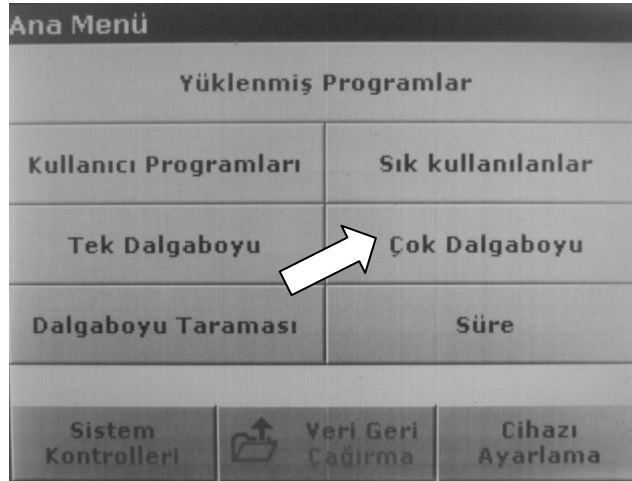 Ana Menü
Yüklenmiş Programlar
Kullanıcı Programları
Sık kullanılanlar
Tek Dalgaboyu
Çok Dalgaboyu
Dalgaboyu Taraması
Süre
Sistem
Kontrolleri
Veri Geri
Çağırma
Cihazı
Ayarlama